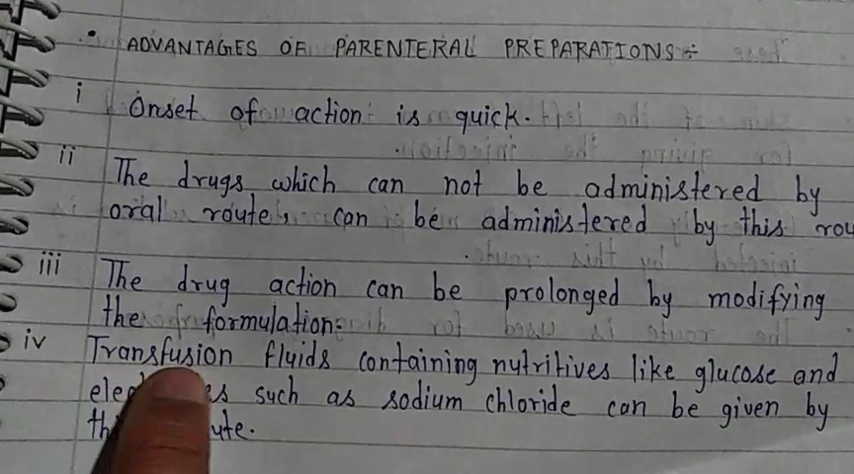 • ADVANTAGES OF PARENTERAL PREPARATIONS ÷
i Onset of action is quick.
ii The drugs which can not be administered by
oral route, can be administered by this rou
iii The drug action can be prolonged by modifying
the formulation.
iv Transfusion fluids containing nutritives like glucose and
such as sodium chloride can be given by